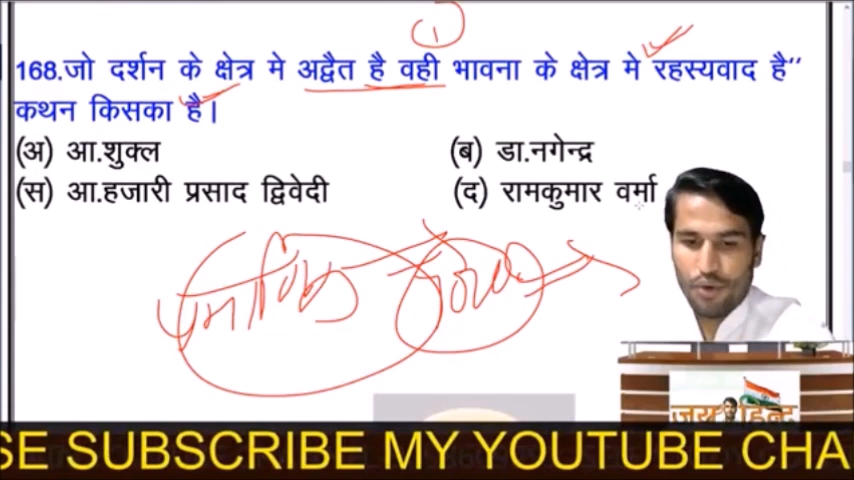 168.जो दर्शन के क्षेत्र मे अद्वैत है वही भावना के क्षेत्र मे रहस्यवाद है”
कथन किसका है।
(अ) आ.शुक्ल
(ब) डा.नगेन्द्र
(स) आ.हजारी प्रसाद द्विवेदी
(द) रामकुमार वर्मा
जय हिन्द
SE SUBSCRIBE MY YOUTUBE CHA